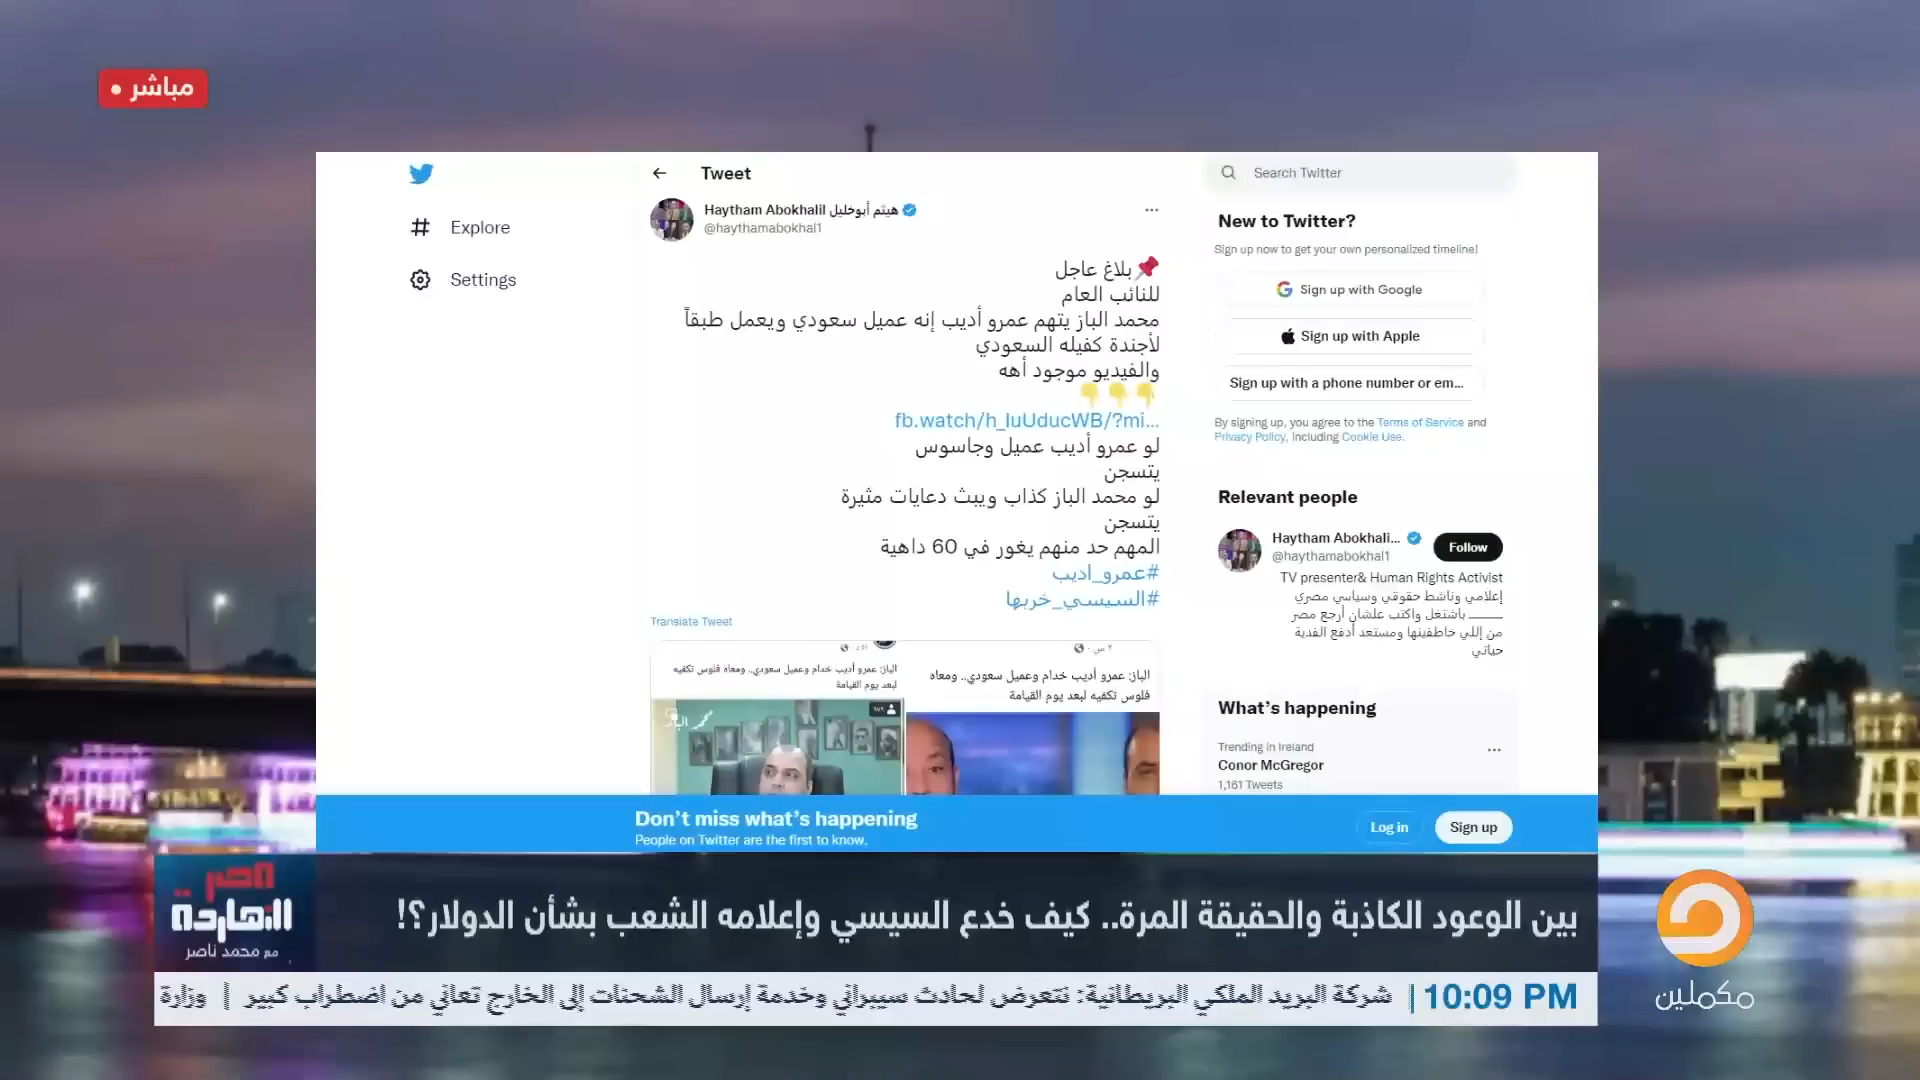 مباشر
Tweet
Search Twitter
Explore
Settings
Haytham Abokhalil هيثم أبوخليل
@haythamabokhal1
بلاغ عاجل
للنائب العام
محمد الباز يتهم عمرو أديب إنه عميل سعودي ويعمل طبقاً
لأجندة كفيله السعودي
والفيديو موجود أهه
👇👇👇
fb.watch/h_IuUducWB/?mi...
لو عمرو أديب عميل وجاسوس
يتسجن
لو محمد الباز كذاب ويبث دعايات مثيرة
يتسجن
المهم حد منهم يغور في 60 داهية
#عمرو_اديب
#السيسي_خربها
Translate Tweet
٢ س
الباز: عمرو أديب خدام وعميل سعودي.. ومعاه
فلوس تكفيه لبعد يوم القيامة
الباز: عمرو أديب خدام وعميل سعودي.. ومعاه فلوس تكفيه
لبعد يوم القيامة
New to Twitter?
Sign up now to get your own personalized timeline!
Sign up with Google
Sign up with Apple
Sign up with a phone number or em...
By signing up, you agree to the Terms of Service and
Privacy Policy, including Cookie Use.
Relevant people
Haytham Abokhali...
@haythamabokhal1
Follow
TV presenter& Human Rights Activist
إعلامي وناشط حقوقي وسياسي مصري
باشتغل واكتب علشان أرجع مصر
من إللي خاطفينها ومستعد أدفع الفدية
حياتي
What's happening
Trending in Ireland
Conor McGregor
1,161 Tweets
Don't miss what's happening
People on Twitter are the first to know.
Log in
Sign up
مصر
النهاردة
مع محمد ناصر
بين الوعود الكاذبة والحقيقة المرة.. كيف خدع السيسي وإعلامه الشعب بشأن الدولار؟!
10:09 PM
شركة البريد الملكي البريطانية: نتعرض لحادث سيبراني وخدمة إرسال الشحنات إلى الخارج تعاني من اضطراب كبير | وزارة
مكملين